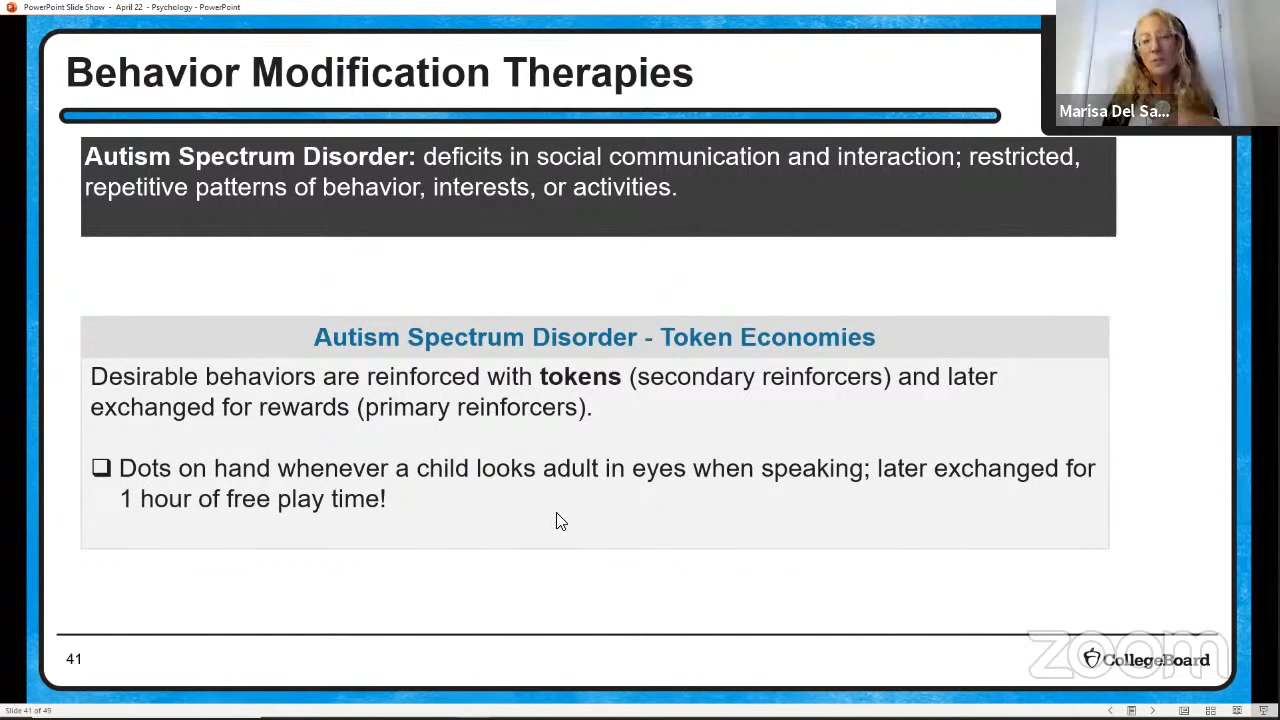 PowerPoint Slide Show - April 22 - Psychology - PowerPoint
Behavior Modification Therapies
Marisa Del Sa...
Autism Spectrum Disorder: deficits in social communication and interaction; restricted,
repetitive patterns of behavior, interests, or activities.
Autism Spectrum Disorder - Token Economies
Desirable behaviors are reinforced with tokens (secondary reinforcers) and later
exchanged for rewards (primary reinforcers).
❑ Dots on hand whenever a child looks adult in eyes when speaking; later exchanged for
1 hour of free play time!
41
zoom
CollegeBoard
Slide 41 of 49